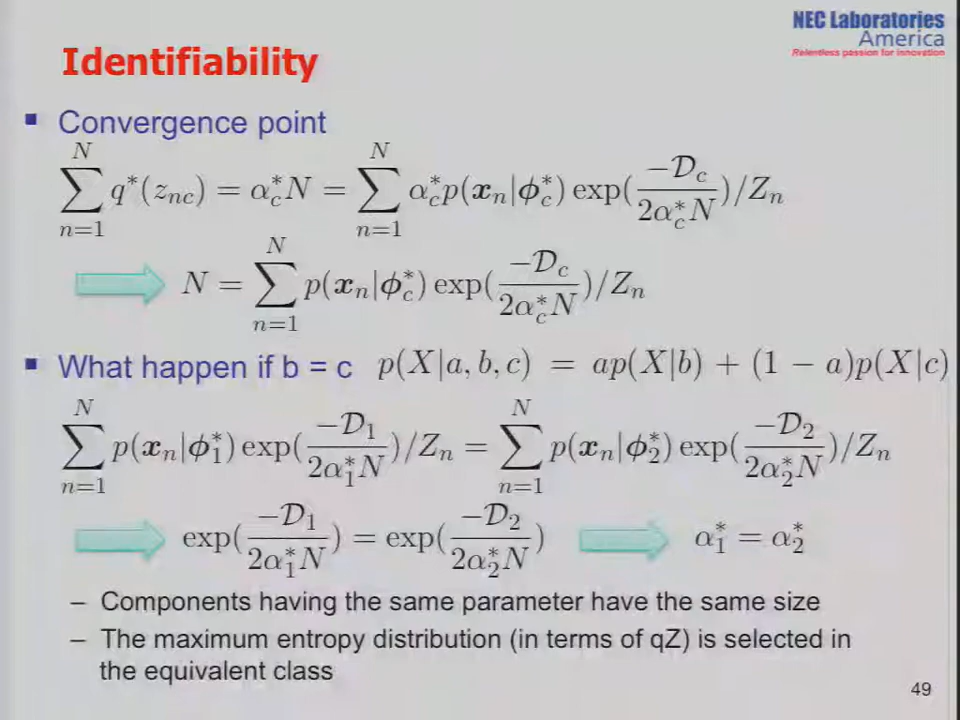 NEC Laboratories
America
Relentless passion for innovation
Identifiability
▪ Convergence point
$\sum_{n=1}^{N} q^*(z_{nc}) = \alpha_c^* N = \sum_{n=1}^{N} \alpha_c^* p(\boldsymbol{x}_n|\boldsymbol{\phi}_c^*) \exp(\frac{-\mathcal{D}_c}{2\alpha_c^* N})/Z_n$
$N = \sum_{n=1}^{N} p(\boldsymbol{x}_n|\boldsymbol{\phi}_c^*) \exp(\frac{-\mathcal{D}_c}{2\alpha_c^* N})/Z_n$
▪ What happen if b = c $p(X|a, b, c) = ap(X|b) + (1 - a)p(X|c)$
$\sum_{n=1}^{N} p(\boldsymbol{x}_n|\boldsymbol{\phi}_1^*) \exp(\frac{-\mathcal{D}_1}{2\alpha_1^* N})/Z_n = \sum_{n=1}^{N} p(\boldsymbol{x}_n|\boldsymbol{\phi}_2^*) \exp(\frac{-\mathcal{D}_2}{2\alpha_2^* N})/Z_n$
$\exp(\frac{-\mathcal{D}_1}{2\alpha_1^* N}) = \exp(\frac{-\mathcal{D}_2}{2\alpha_2^* N})$ $\alpha_1^* = \alpha_2^*$
– Components having the same parameter have the same size
– The maximum entropy distribution (in terms of qZ) is selected in
the equivalent class
49